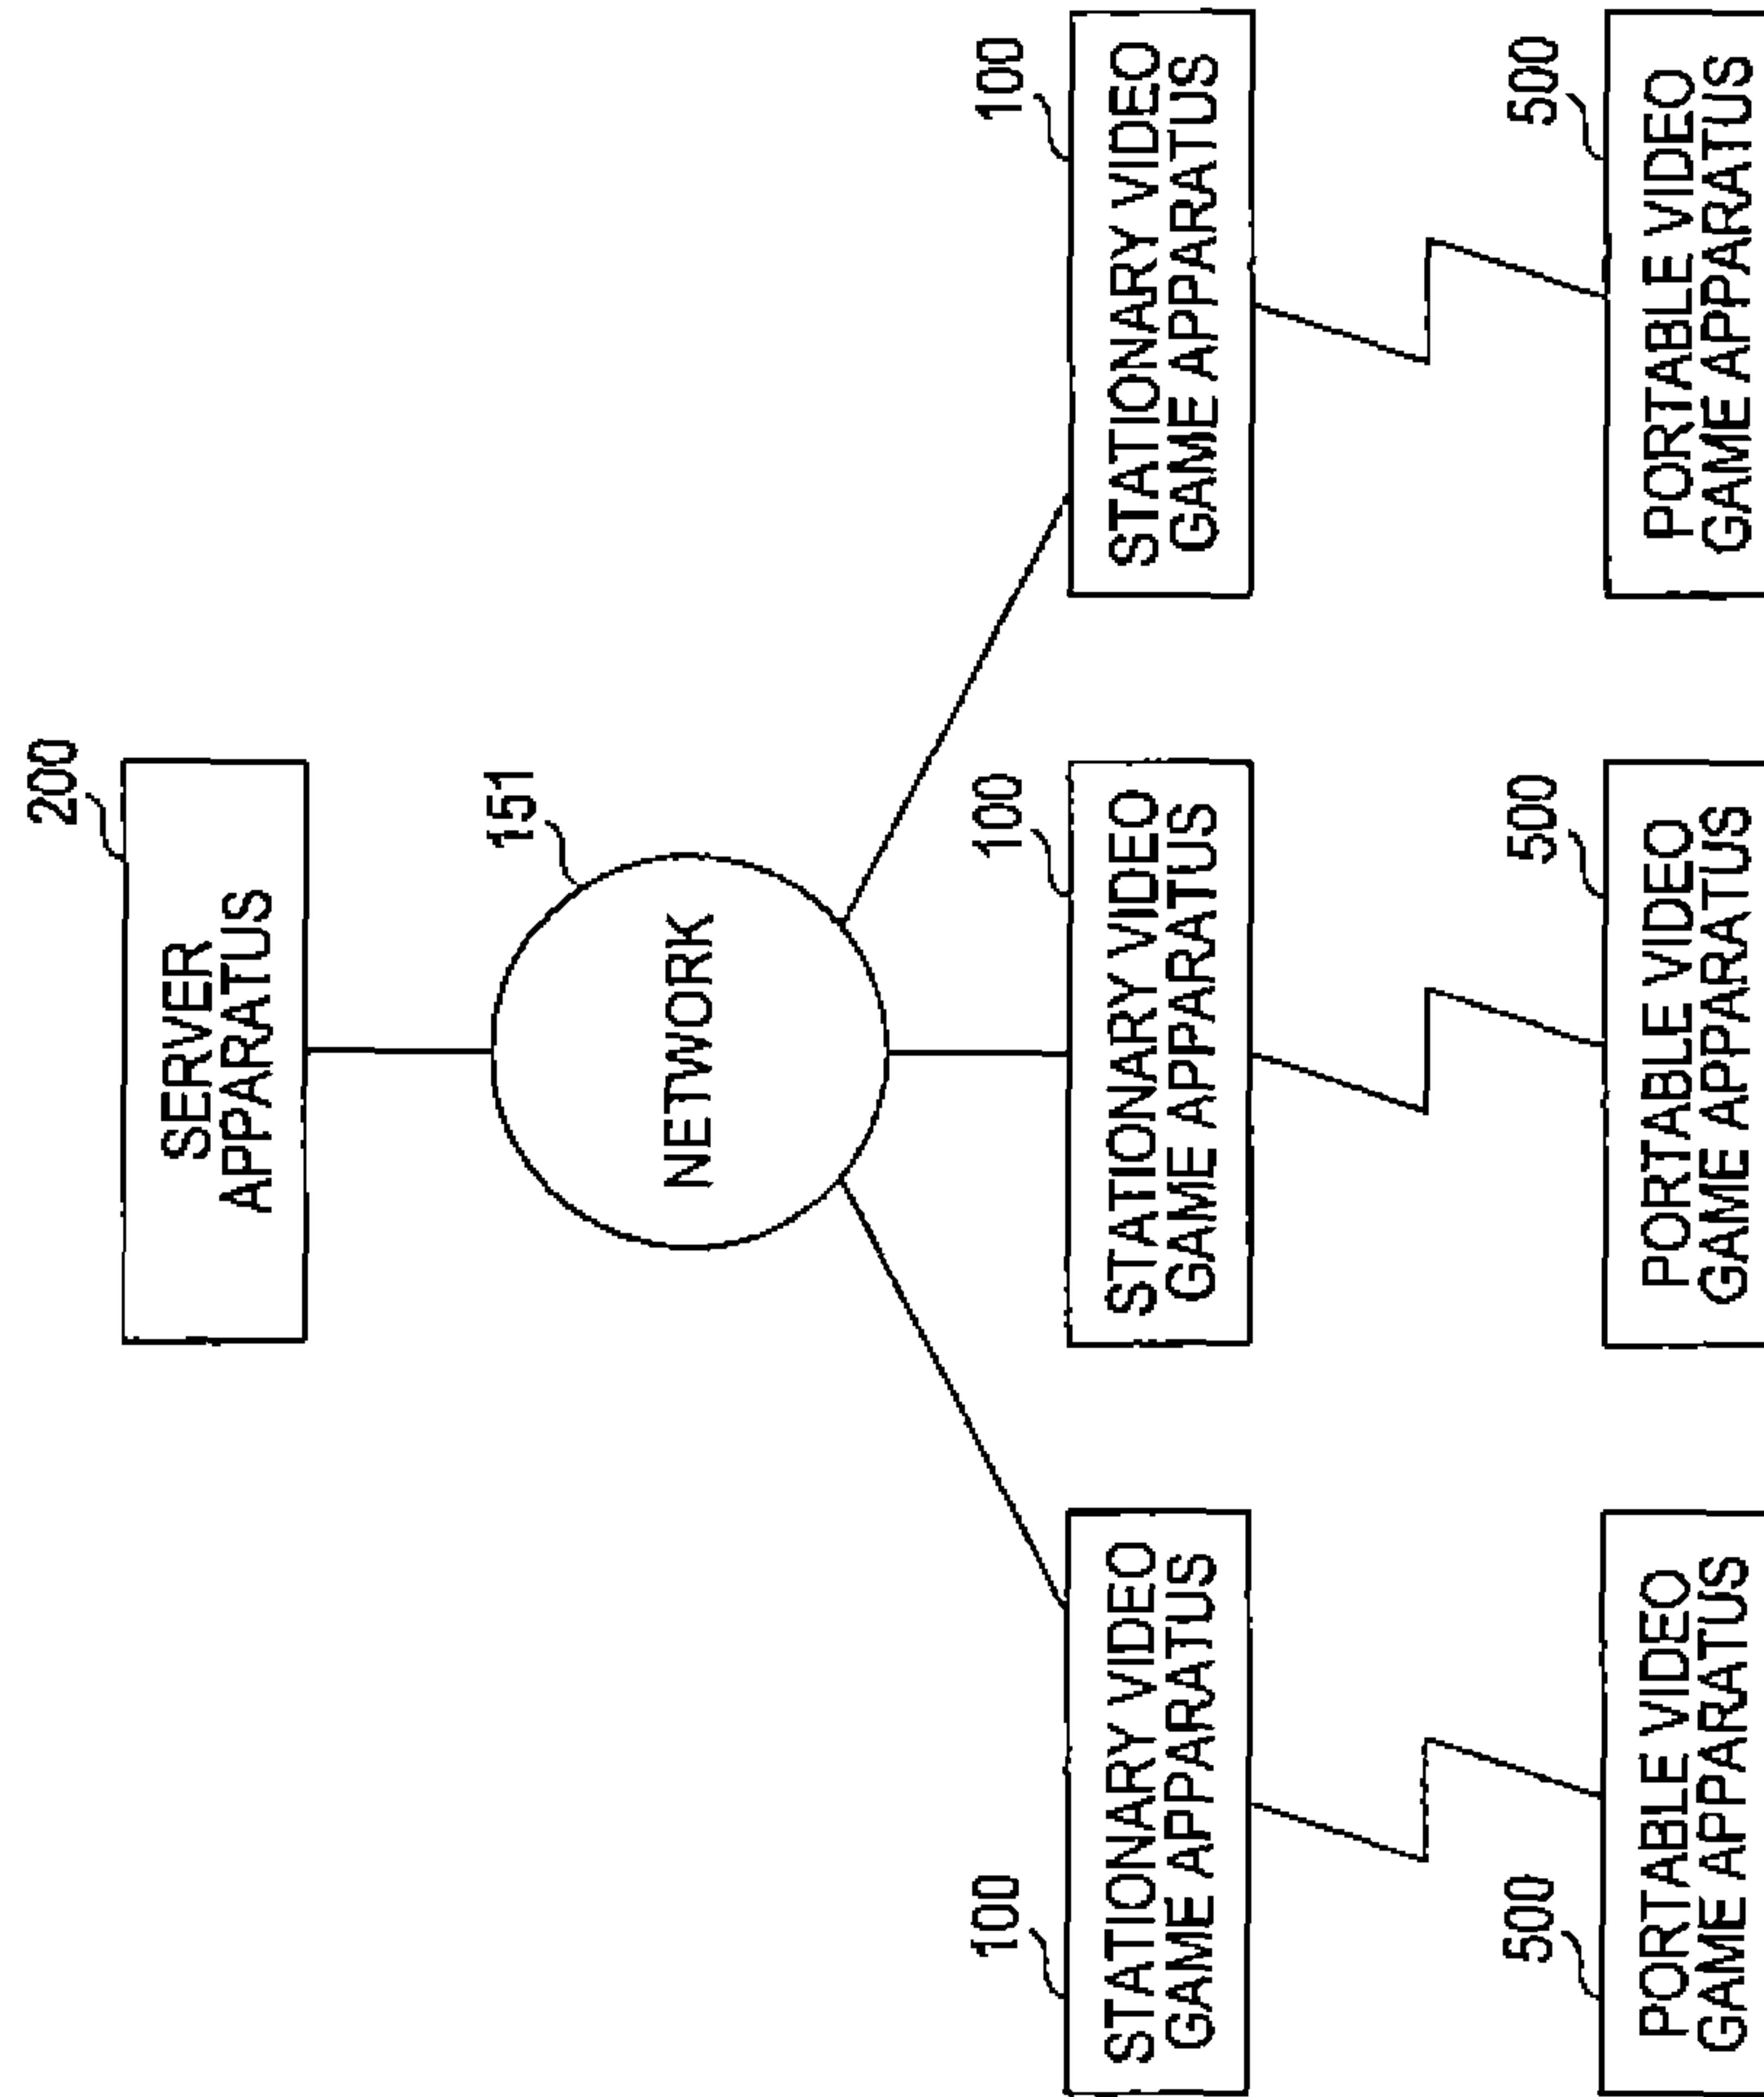 200
SERVER
APPARATUS
151
NETWORK
100
STATIONARY VIDEO
GAME APPARATUS
100
STATIONARY VIDEO
GAME APPARATUS
100
STATIONARY VIDEO
GAME APPARATUS
500
PORTABLE VIDEO
GAME APPARATUS
500
PORTABLE VIDEO
GAME APPARATUS
500
PORTABLE VIDEO
GAME APPARATUS